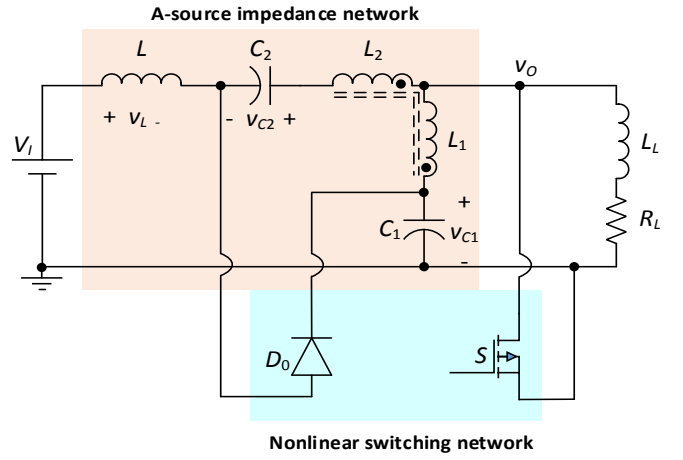 A-source impedance network
L
C2
L2
vO
+ vL -
- vC2 +
VI
L1
LL
+
C1
vC1
-
RL
D0
S
Nonlinear switching network